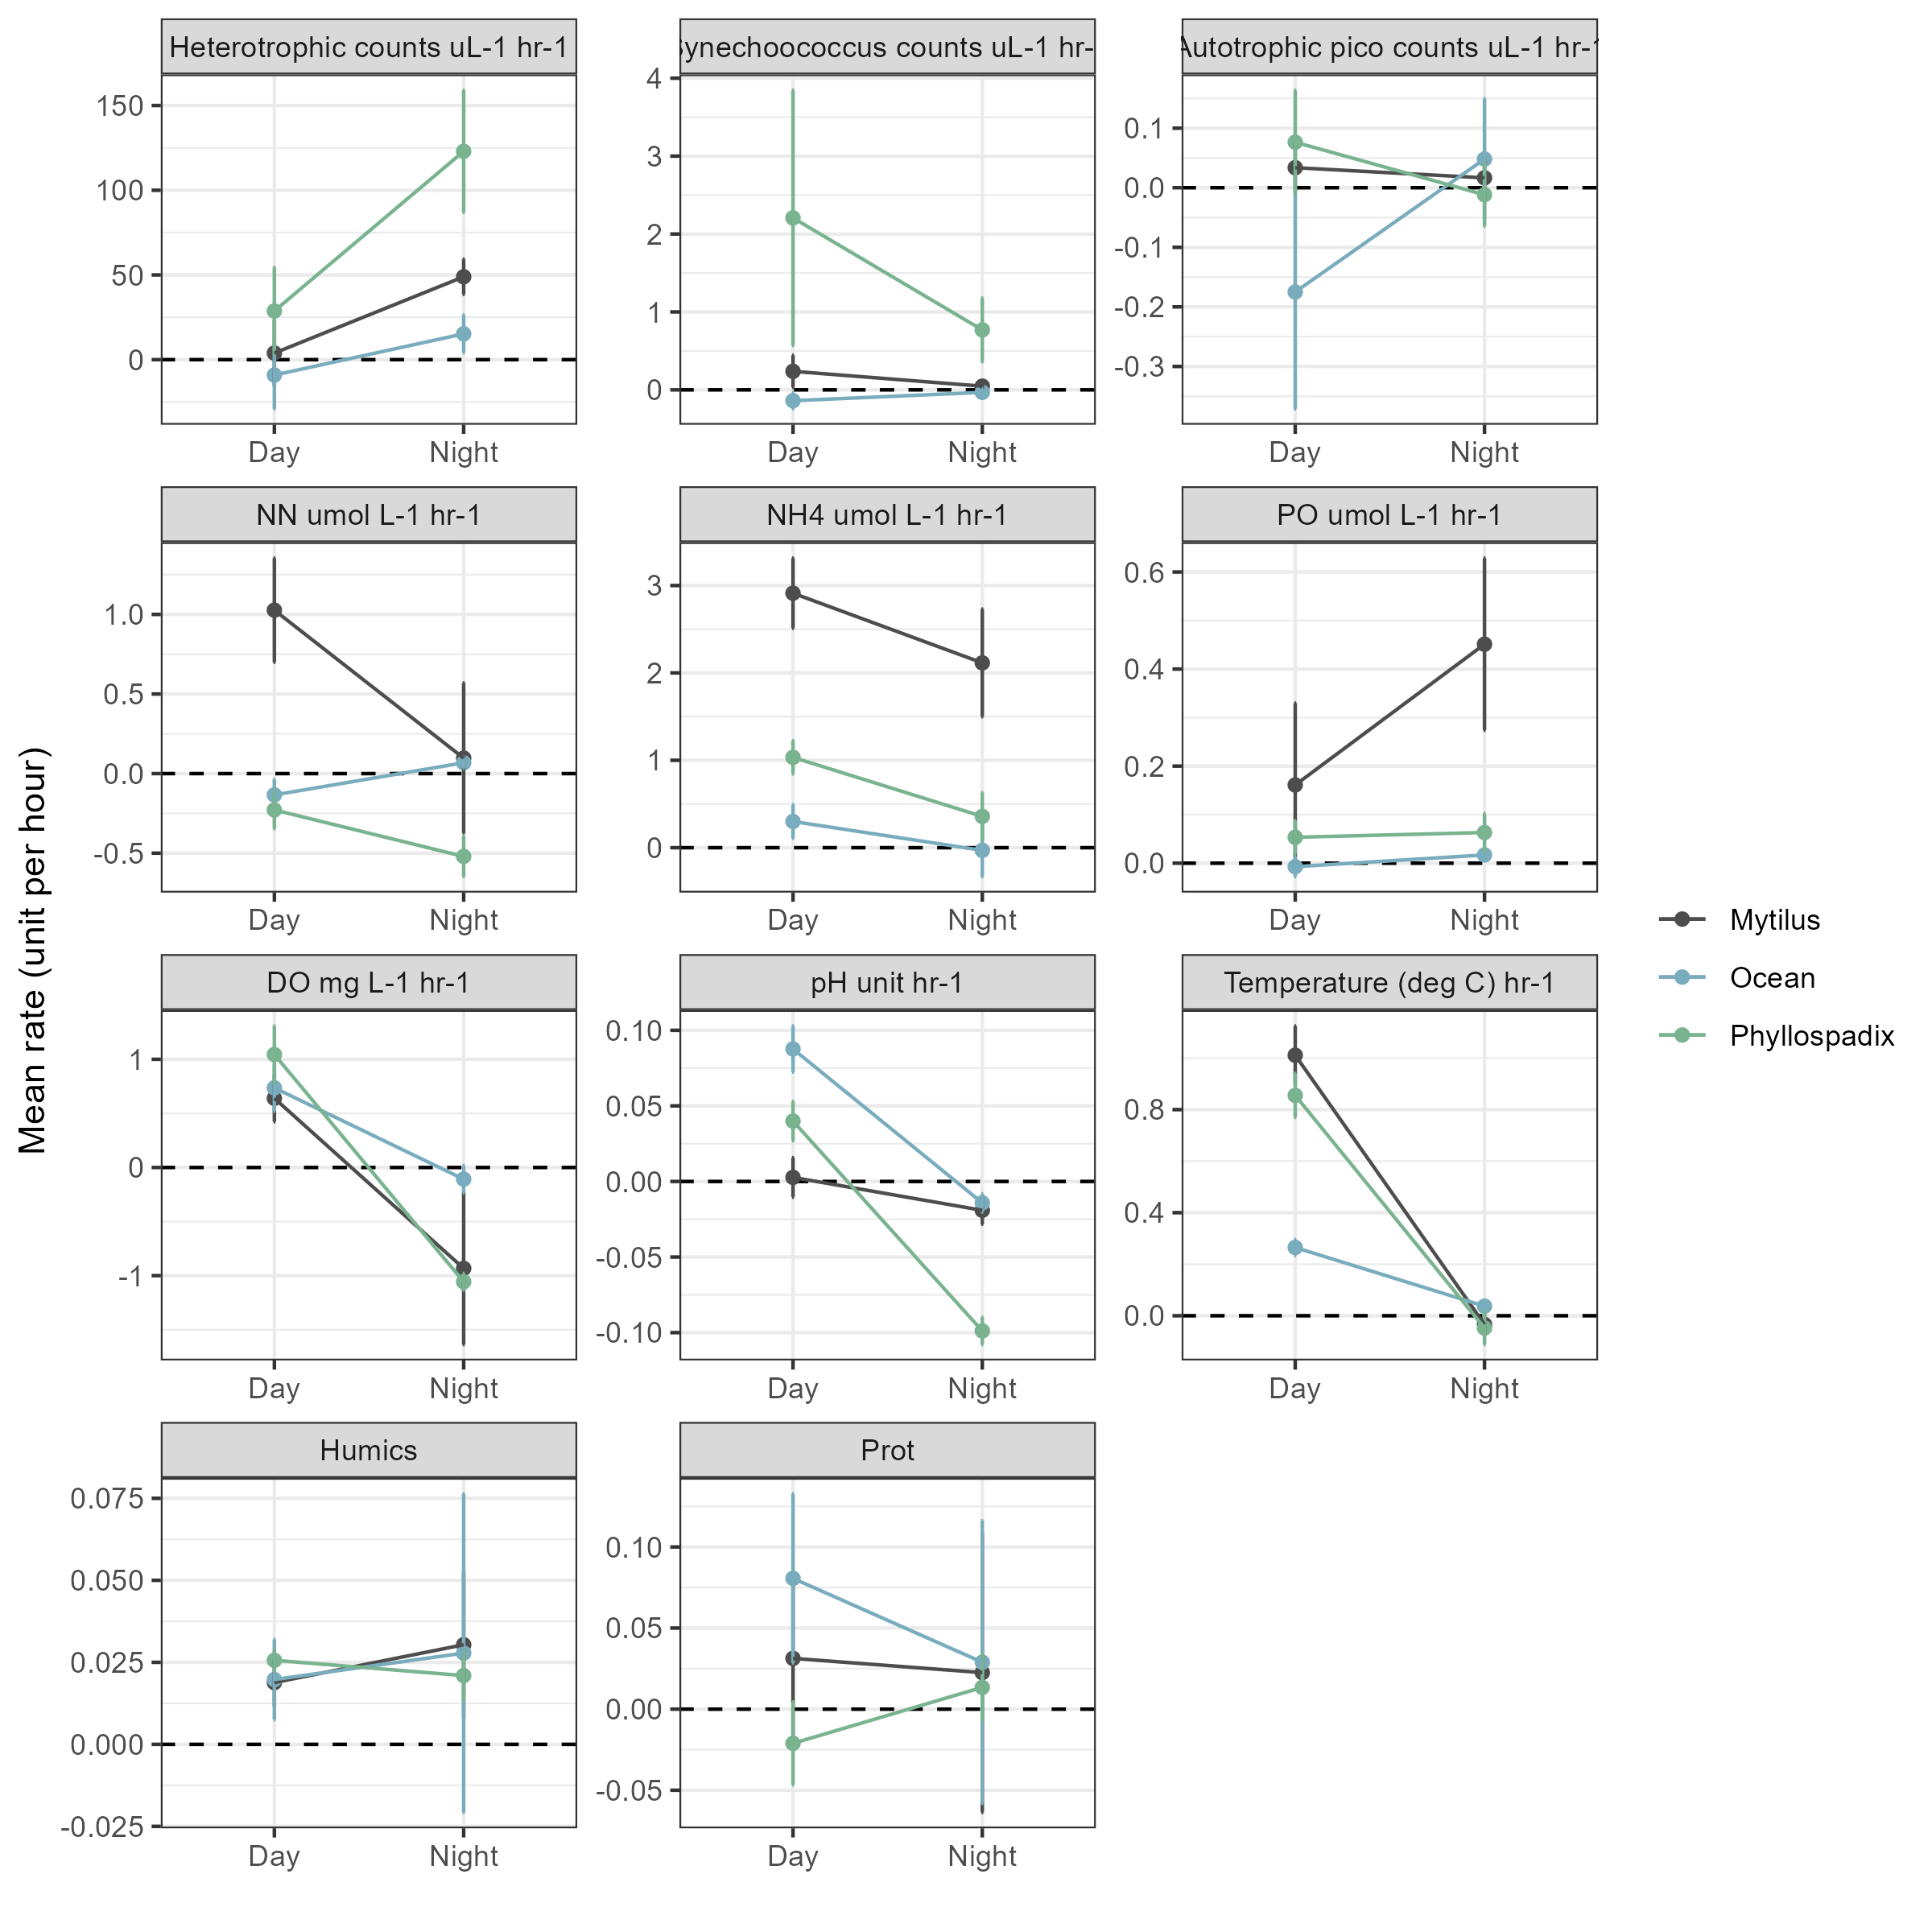 Heterotrophic counts uL-1 hr-1
Synechoococcus counts uL-1 hr-
Autotrophic pico counts uL-1 hr-1
150
100
50
0
4
3
2
1
0
0.1
0.0
-0.1
-0.2
-0.3
Day Night
Day Night
Day Night
NN umol L-1 hr-1
NH4 umol L-1 hr-1
PO umol L-1 hr-1
1.0
0.5
0.0
-0.5
3
2
1
0
0.6
0.4
0.2
0.0
Day Night
Day Night
Day Night
Mean rate (unit per hour)
DO mg L-1 hr-1
pH unit hr-1
Temperature (deg C) hr-1
1
0
-1
0.10
0.05
0.00
-0.05
-0.10
0.8
0.4
0.0
Day Night
Day Night
Day Night
Humics
Prot
0.075
0.050
0.025
0.000
-0.025
0.10
0.05
0.00
-0.05
Day Night
Day Night
Mytilus
Ocean
Phyllospadix